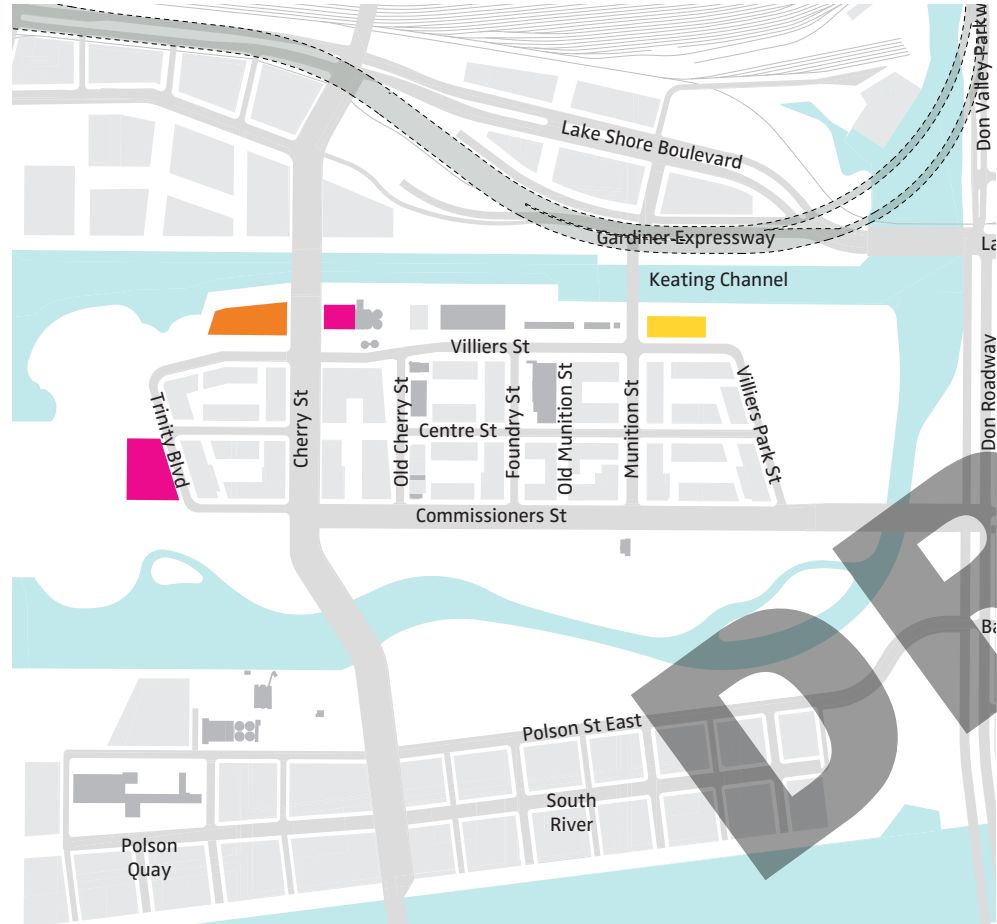 Don Valley Parkw
Lake Shore Boulevard
Gardiner Expressway
La
Keating Channel
Villiers St
Trinity Blvd
Cherry St
Old Cherry St
Centre St
Foundry St
Old Munition St
Munition St
Villiers Park St
Don Roadway
Commissioners St
Ba
Polson St East
South
River
Polson
Quay
D